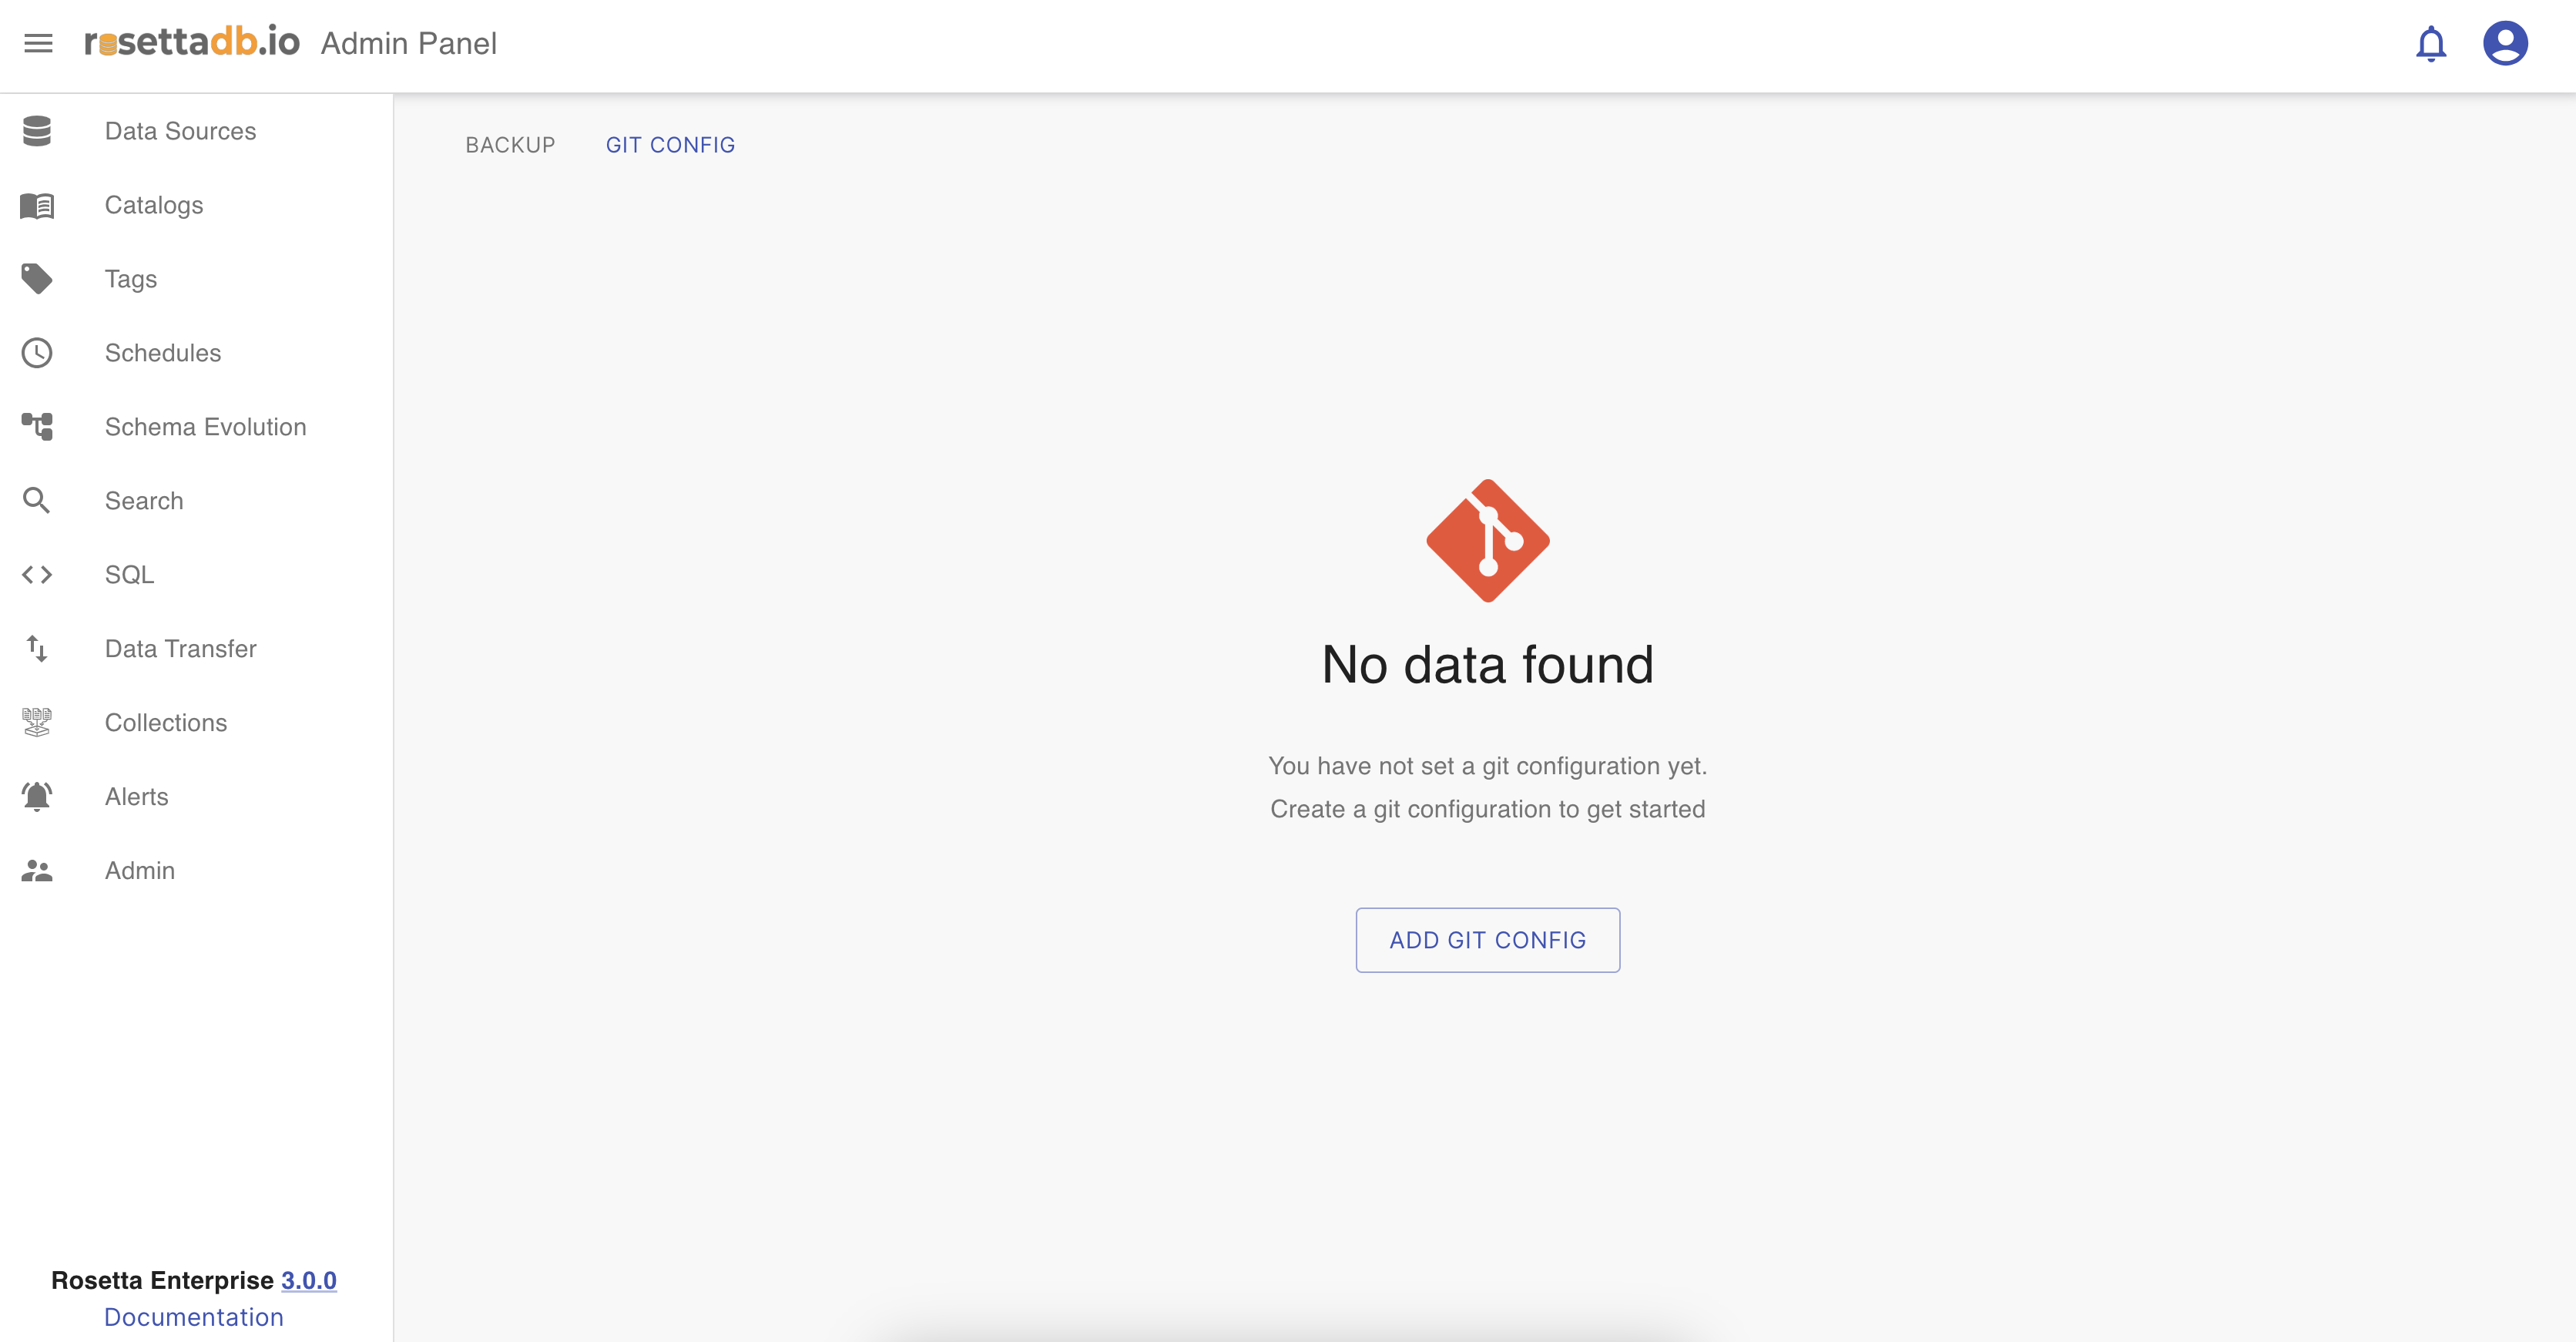 rosettadb.io Admin Panel
Data Sources
Catalogs
Tags
Schedules
Schema Evolution
Search
SQL
Data Transfer
Collections
Alerts
Admin
Rosetta Enterprise 3.0.0
Documentation
BACKUP GIT CONFIG
No data found
You have not set a git configuration yet.
Create a git configuration to get started
ADD GIT CONFIG